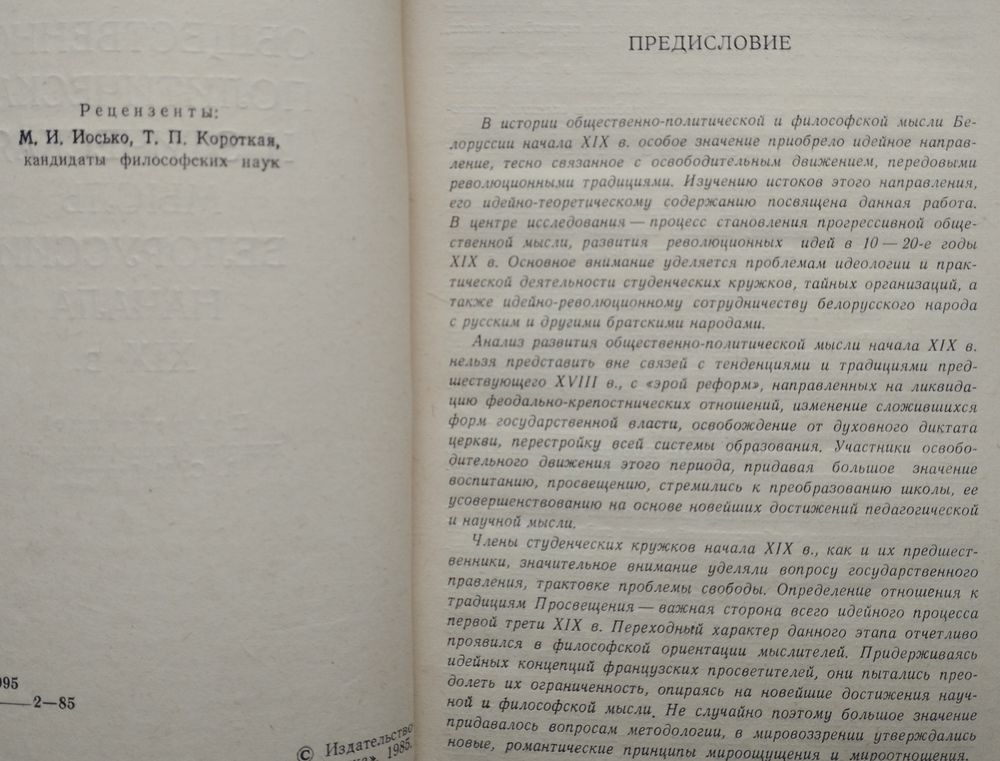 Рецензенты:
М. И. Иосько, Т. П. Короткая,
кандидаты философских наук
95
2—85
© Издательство
1985.
ПРЕДИСЛОВИЕ
В истории общественно-политической и философской мысли Бе-
лоруссии начала XIX в. особое значение приобрело идейное направ-
ление, тесно связанное с освободительным движением, передовыми
революционными традициями. Изучению истоков этого направления,
его идейно-теоретическому содержанию посвящена данная работа.
В центре исследования — процесс становления прогрессивной обще-
ственной мысли, развития революционных идей в 10 — 20-е годы
XIX в. Основное внимание уделяется проблемам идеологии и прак-
тической деятельности студенческих кружков, тайных организаций, а
также идейно-революционному сотрудничеству белорусского народа
с русским и другими братскими народами.
Анализ развития общественно-политической мысли начала XIX в.
нельзя представить вне связей с тенденциями и традициями пред-
шествующего XVIII в., с «эрой реформ», направленных на ликвида-
цию феодально-крепостнических отношений, изменение сложившихся
форм государственной власти, освобождение от духовного диктата
церкви, перестройку всей системы образования. Участники освобо-
дительного движения этого периода, придавая большое значение
воспитанию, просвещению, стремились к преобразованию школы, ее
усовершенствованию на основе новейших достижений педагогической
и научной мысли.
Члены студенческих кружков начала XIX в., как и их предшест-
венники, значительное внимание уделяли вопросу государственного
правления, трактовке проблемы свободы. Определение отношения к
традициям Просвещения — важная сторона всего идейного процесса
первой трети XIX в. Переходный характер данного этапа отчетливо
проявился в философской ориентации мыслителей. Придерживаясь
идейных концепций французских просветителей, они пытались прео-
долеть их ограниченность, опираясь на новейшие достижения науч-
ной и философской мысли. Не случайно поэтому большое значение
придавалось вопросам методологии, в мировоззрении утверждались
новые, романтические принципы мироощущения и мироотношения.